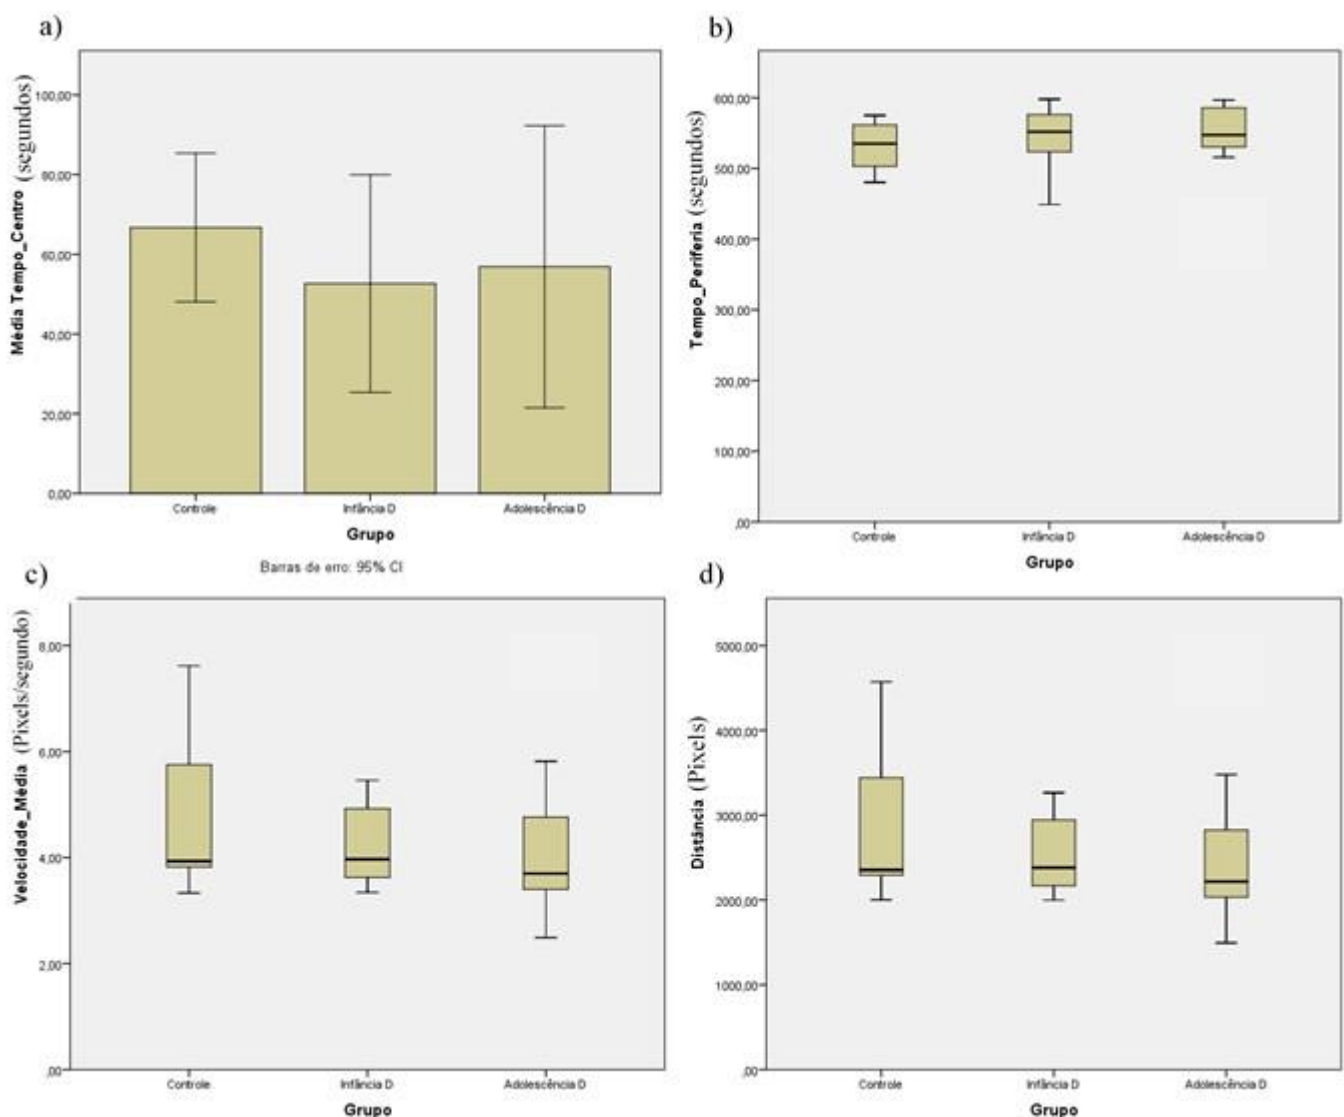 a)
Média Tempo_Centro (segundos)
100,00
80,00
60,00
40,00
20,00
0,00
Controle
Infância D
Adolescência D
Grupo
Barras de erro: 95% CI
b)
Tempo_Periferia (segundos)
600,00
500,00
400,00
300,00
200,00
100,00
,00
Controle
Infância D
Adolescência D
Grupo
c)
Velocidade_Média (Pixels/segundo)
8,00
6,00
4,00
2,00
,00
Controle
Infância D
Adolescência D
Grupo
d)
Distância (Pixels)
5000,00
4000,00
3000,00
2000,00
1000,00
,00
Controle
Infância D
Adolescência D
Grupo